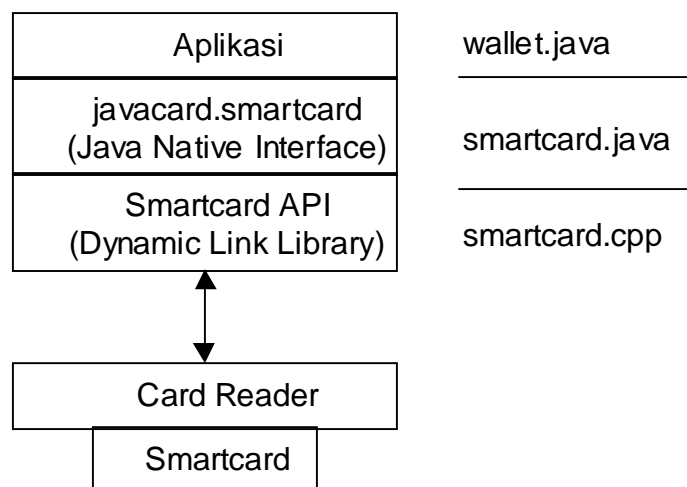 Aplikasi
wallet.java
javacard.smartcard
(Java Native Interface)
smartcard.java
Smartcard API
(Dynamic Link Library)
smartcard.cpp
Card Reader
Smartcard